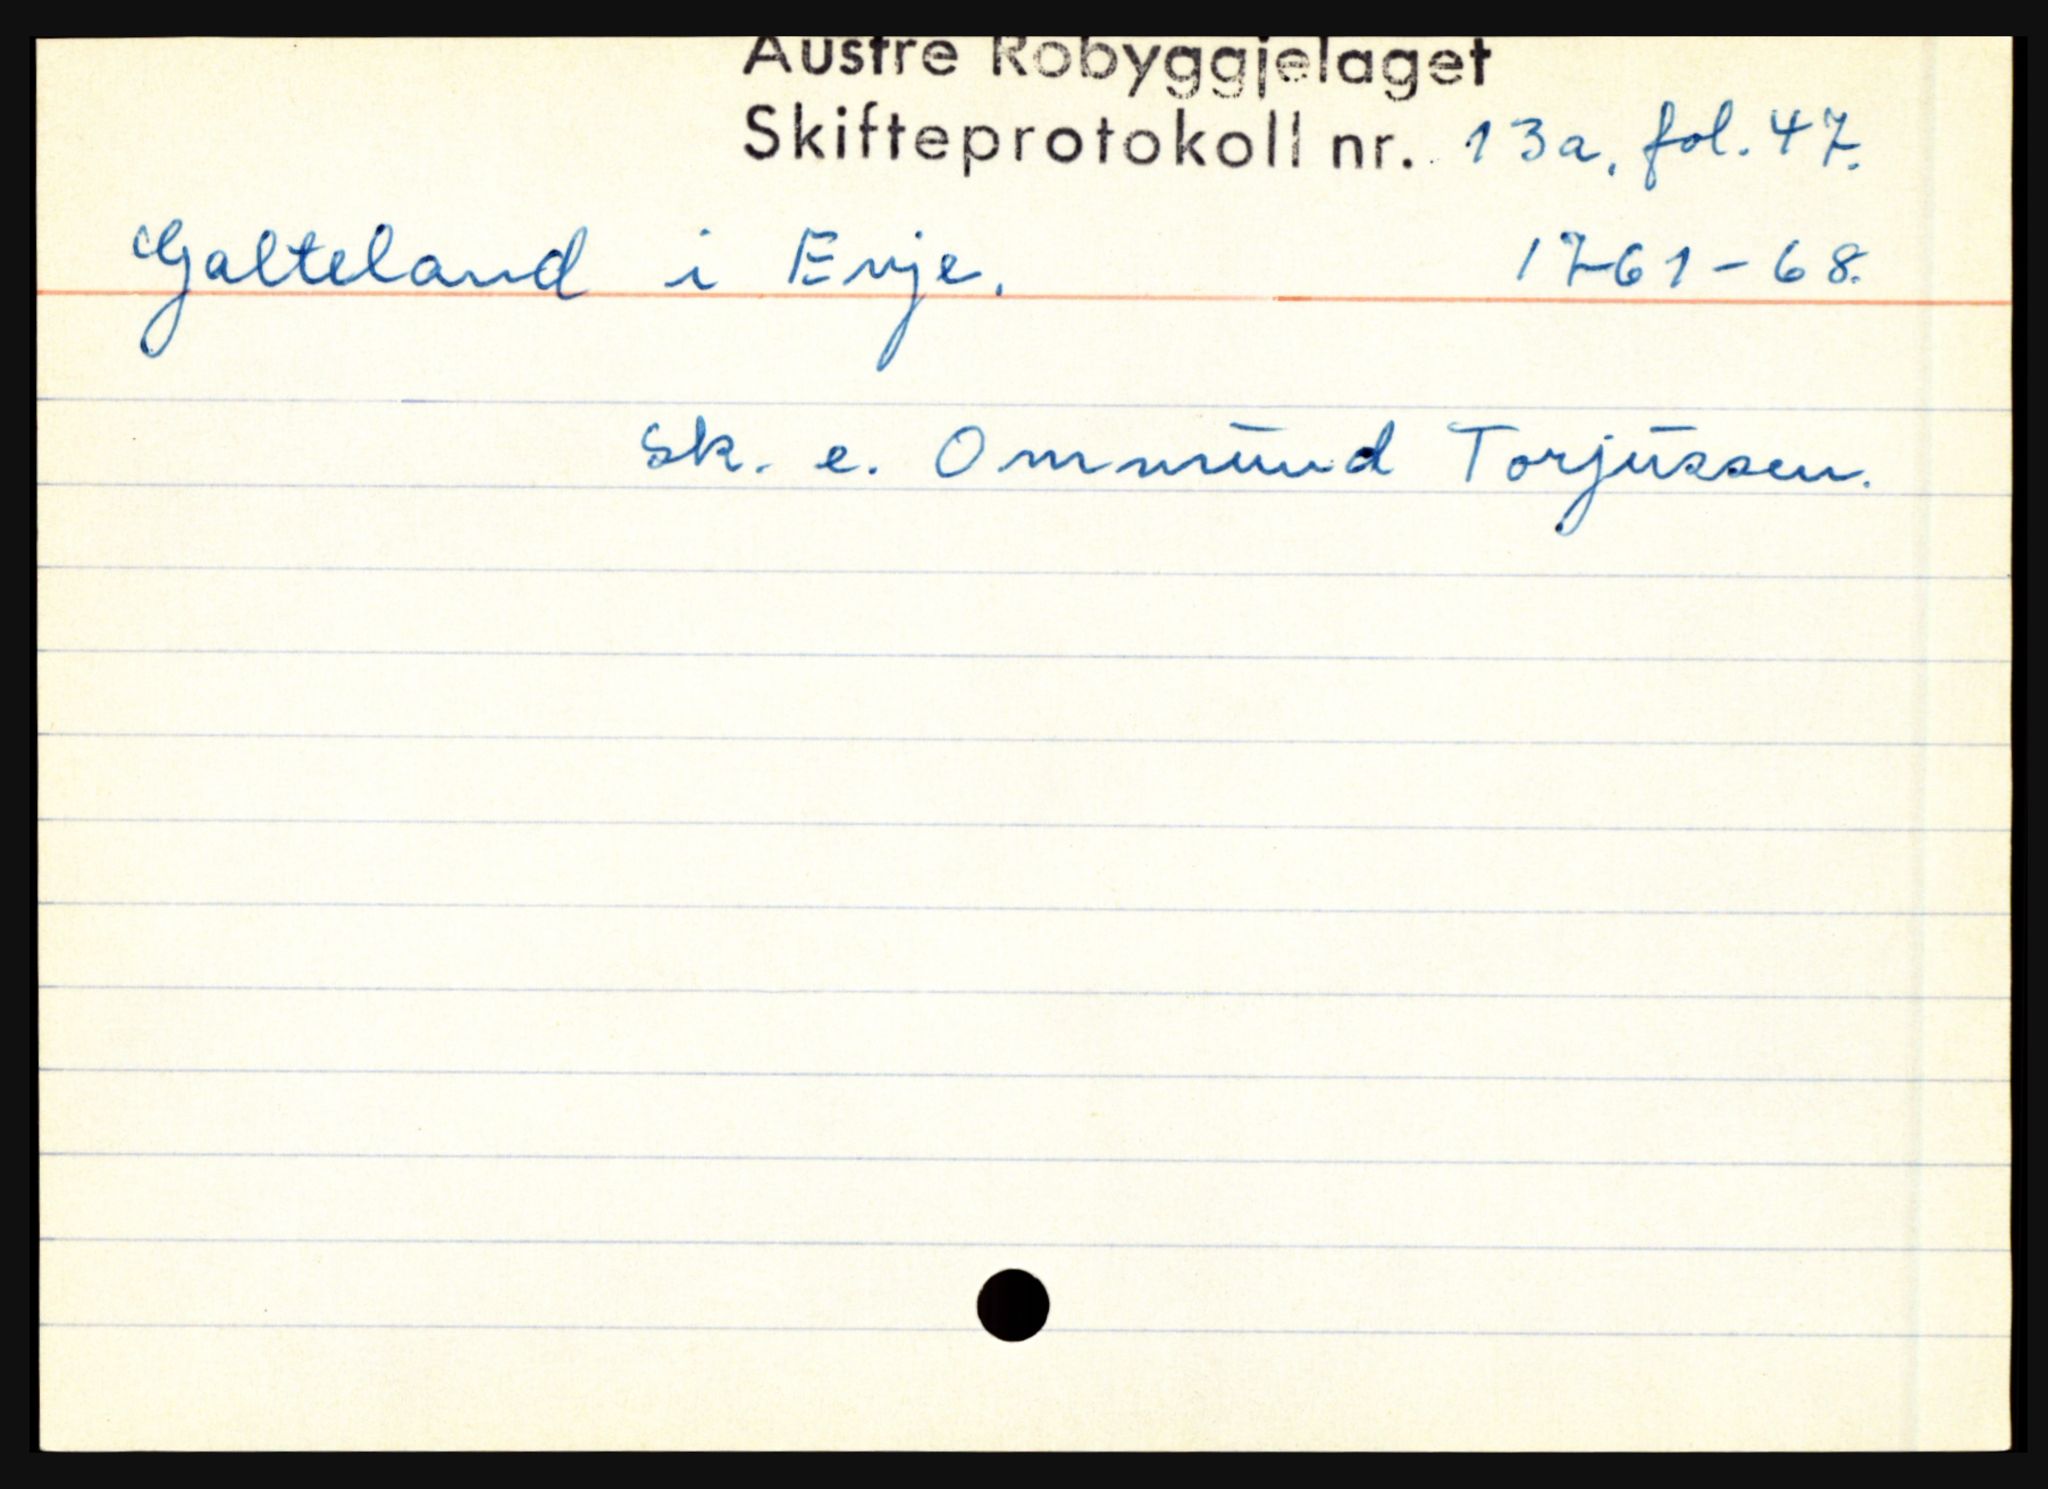 Austre Robyggjelaget
Skifteprotokoll nr. 13a, fol. 47.
Galteland i Evje. 1761-68.
Sk. e. Ommund Torjussen.